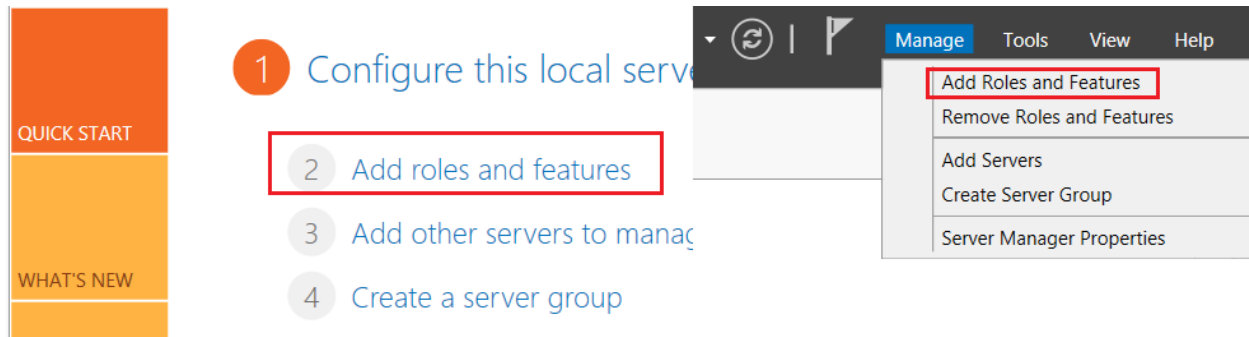 QUICK START
WHAT'S NEW
1 Configure this local serve
2 Add roles and features
3 Add other servers to manag
4 Create a server group
Manage Tools View Help
Add Roles and Features
Remove Roles and Features
Add Servers
Create Server Group
Server Manager Properties